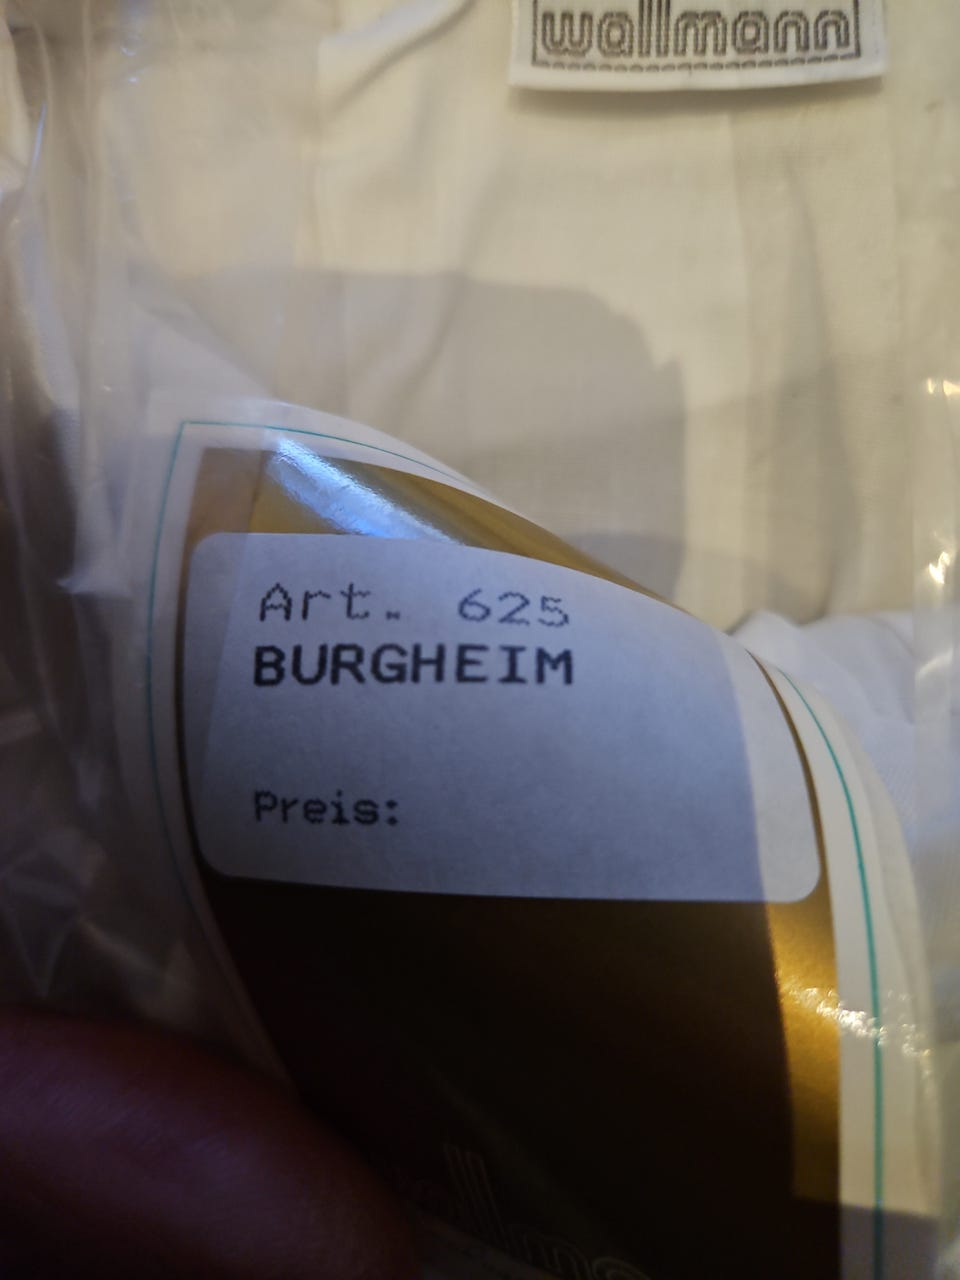 wallmann
Art. 625
BURGHEIM
Preis: